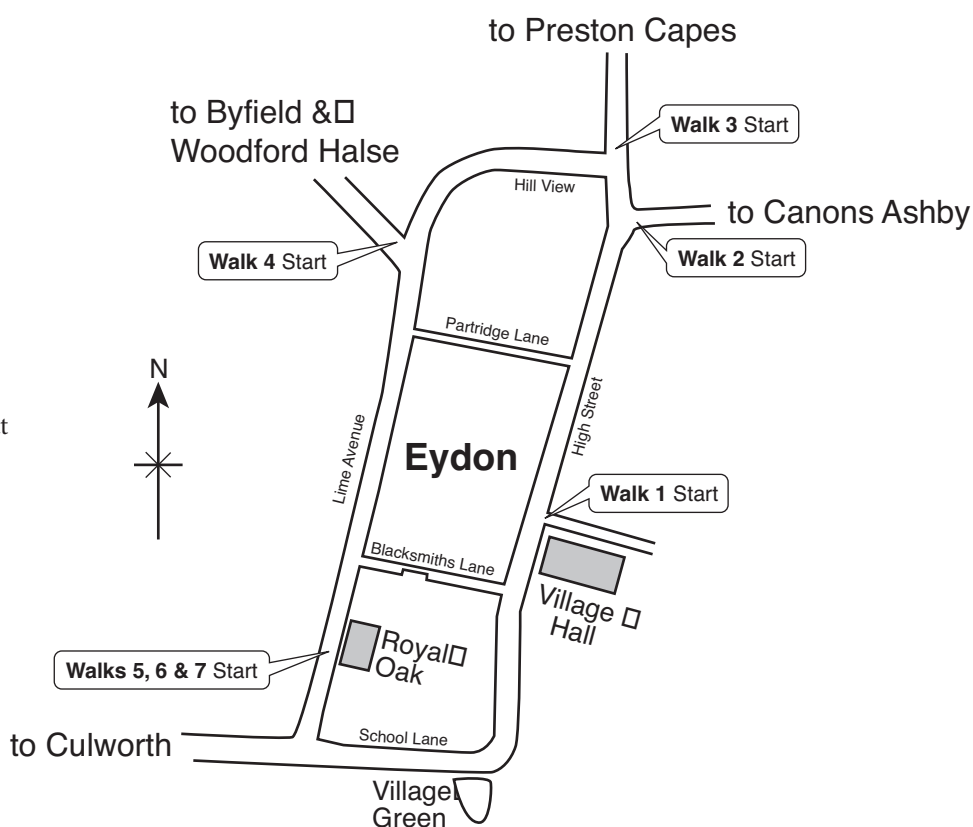 to Preston Capes
to Byfield &
Woodford Halse
Walk 3 Start
Hill View
to Canons Ashby
Walk 4 Start
Walk 2 Start
Partridge Lane
N
High Street
Lime Avenue
Eydon
Walk 1 Start
Blacksmiths Lane
Village
Hall
Royal
Oak
Walks 5, 6 & 7 Start
School Lane
to Culworth
Village
Green